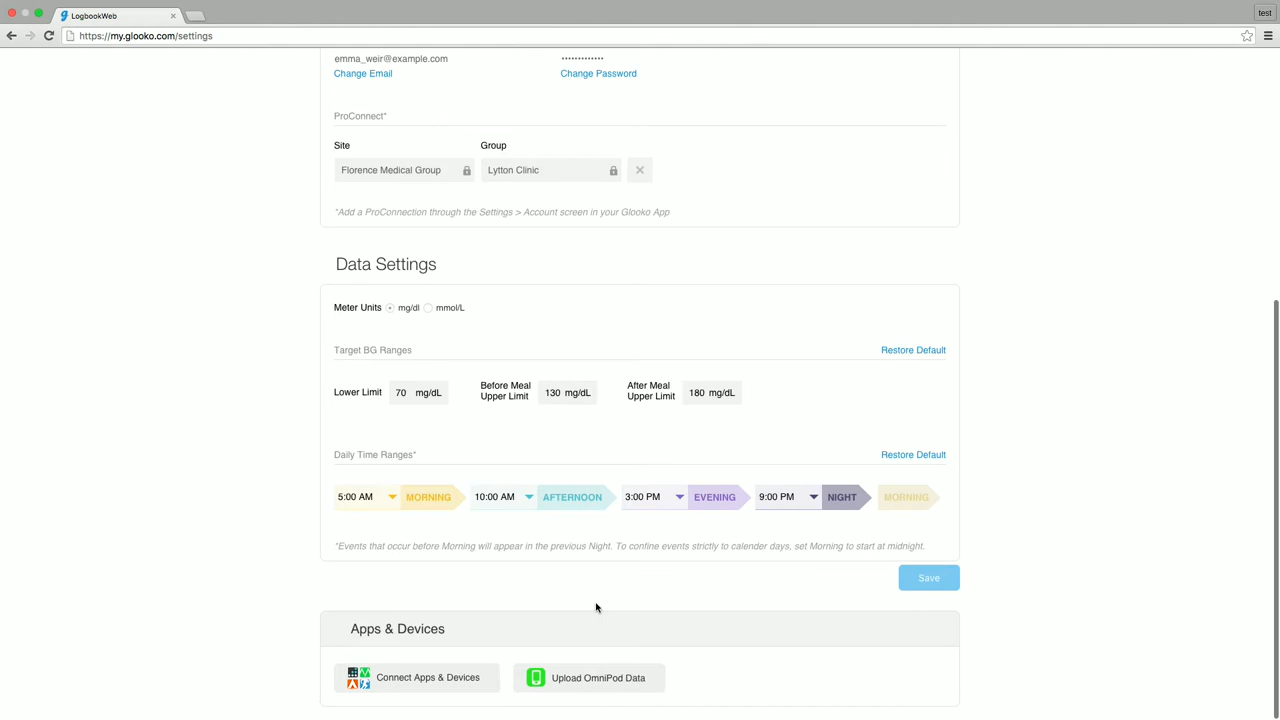 LogbookWeb
test
https://my.glooko.com/settings
emma_weir@example.com
•••••••••••••
Change Email
Change Password
ProConnect*
Site
Group
Florence Medical Group
Lytton Clinic
*Add a ProConnection through the Settings > Account screen in your Glooko App
Data Settings
Meter Units mg/dl mmol/L
Target BG Ranges
Restore Default
Lower Limit 70 mg/dL
Before Meal
Upper Limit
130 mg/dL
After Meal
Upper Limit
180 mg/dL
Daily Time Ranges*
Restore Default
5:00 AM MORNING 10:00 AM AFTERNOON 3:00 PM EVENING 9:00 PM NIGHT MORNING
*Events that occur before Morning will appear in the previous Night. To confine events strictly to calender days, set Morning to start at midnight.
Save
Apps & Devices
Connect Apps & Devices
Upload OmniPod Data